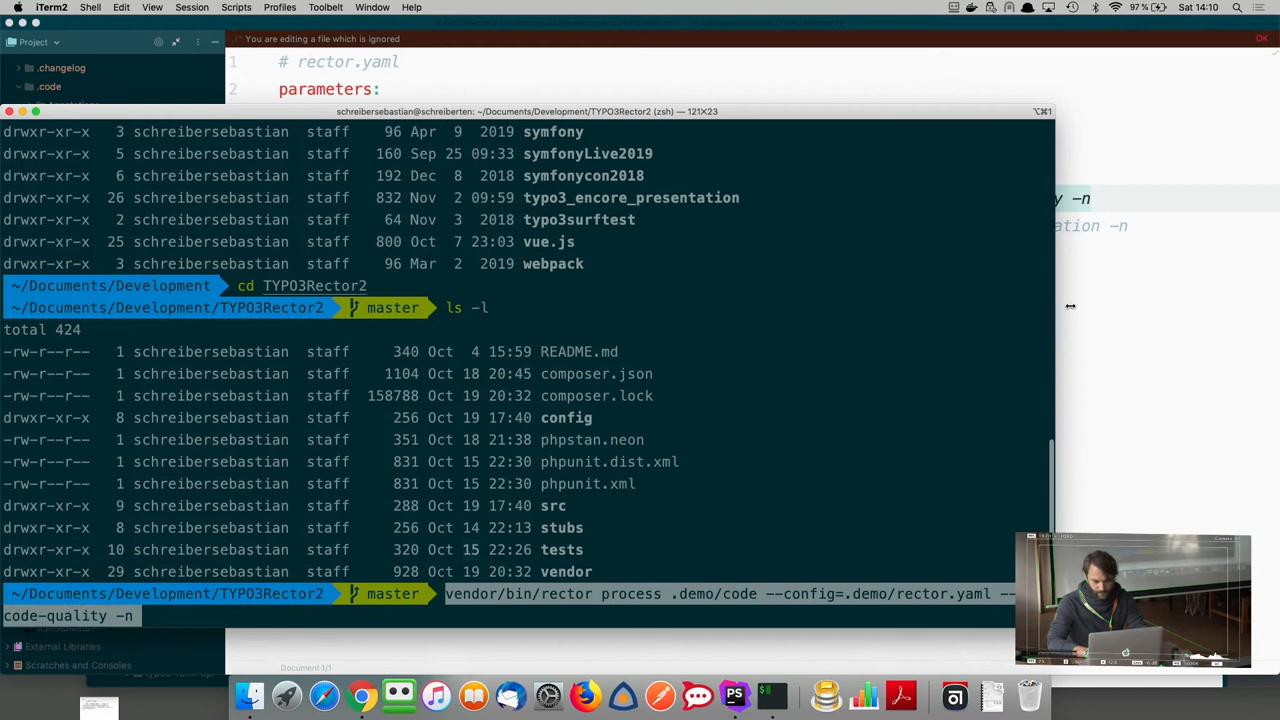 iTerm2 Shell Edit View Session Scripts Profiles Toolbelt Window Help 97 % Sat 14:10
Project You are editing a file which is ignored OK
.changelog 1 # rector.yaml
.code 2 parameters:
schreibersebastian@schreiberten: ~/Documents/Development/TYPO3Rector2 (zsh) — 121×23 ⌥⌘1
drwxr-xr-x 3 schreibersebastian staff 96 Apr 9 2019 symfony
drwxr-xr-x 5 schreibersebastian staff 160 Sep 25 09:33 symfonyLive2019
drwxr-xr-x 6 schreibersebastian staff 192 Dec 8 2018 symfonycon2018
drwxr-xr-x 26 schreibersebastian staff 832 Nov 2 09:59 typo3_encore_presentation y -n
drwxr-xr-x 2 schreibersebastian staff 64 Nov 3 2018 typo3surftest ation -n
drwxr-xr-x 25 schreibersebastian staff 800 Oct 7 23:03 vue.js
drwxr-xr-x 3 schreibersebastian staff 96 Mar 2 2019 webpack
~/Documents/Development cd TYPO3Rector2
~/Documents/Development/TYPO3Rector2 master ls -l
total 424
-rw-r--r-- 1 schreibersebastian staff 340 Oct 4 15:59 README.md
-rw-r--r-- 1 schreibersebastian staff 1104 Oct 18 20:45 composer.json
-rw-r--r-- 1 schreibersebastian staff 158788 Oct 19 20:32 composer.lock
drwxr-xr-x 8 schreibersebastian staff 256 Oct 19 17:40 config
-rw-r--r-- 1 schreibersebastian staff 351 Oct 18 21:38 phpstan.neon
-rw-r--r-- 1 schreibersebastian staff 831 Oct 15 22:30 phpunit.dist.xml
-rw-r--r-- 1 schreibersebastian staff 831 Oct 15 22:30 phpunit.xml
drwxr-xr-x 9 schreibersebastian staff 288 Oct 19 17:40 src
drwxr-xr-x 8 schreibersebastian staff 256 Oct 14 22:13 stubs
drwxr-xr-x 10 schreibersebastian staff 320 Oct 15 22:26 tests
drwxr-xr-x 29 schreibersebastian staff 928 Oct 19 20:32 vendor
~/Documents/Development/TYPO3Rector2 master vendor/bin/rector process .demo/code --config=.demo/rector.yaml --
code-quality -n
External Libraries
Scratches and Consoles Document 1/1
PS